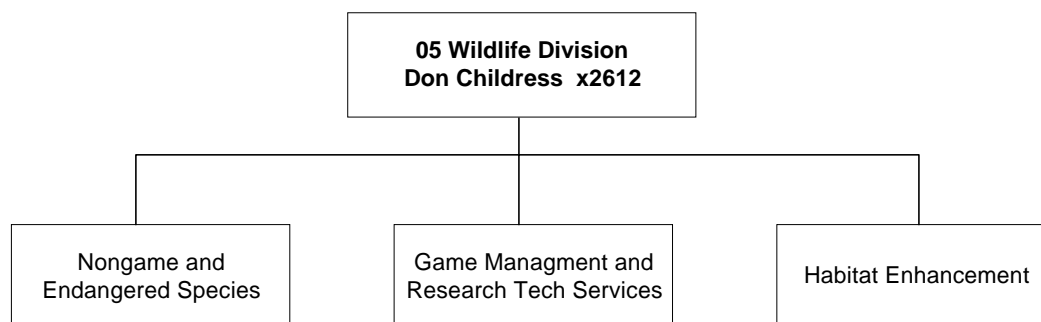 05 Wildlife Division
Don Childress  x2612
Nongame and
Endangered Species
Game Managment and
Research Tech Services
Habitat Enhancement